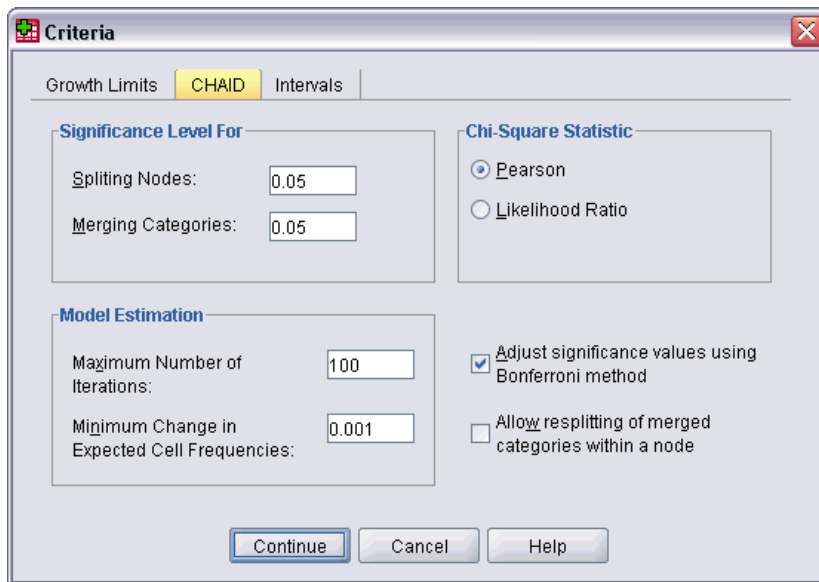 Criteria
Growth Limits CHAID Intervals
Significance Level For
Spliting Nodes: 0.05
Merging Categories: 0.05
Chi-Square Statistic
Pearson
Likelihood Ratio
Model Estimation
Maximum Number of
Iterations: 100
Minimum Change in
Expected Cell Frequencies: 0.001
Adjust significance values using
Bonferroni method
Allow resplitting of merged
categories within a node
Continue Cancel Help